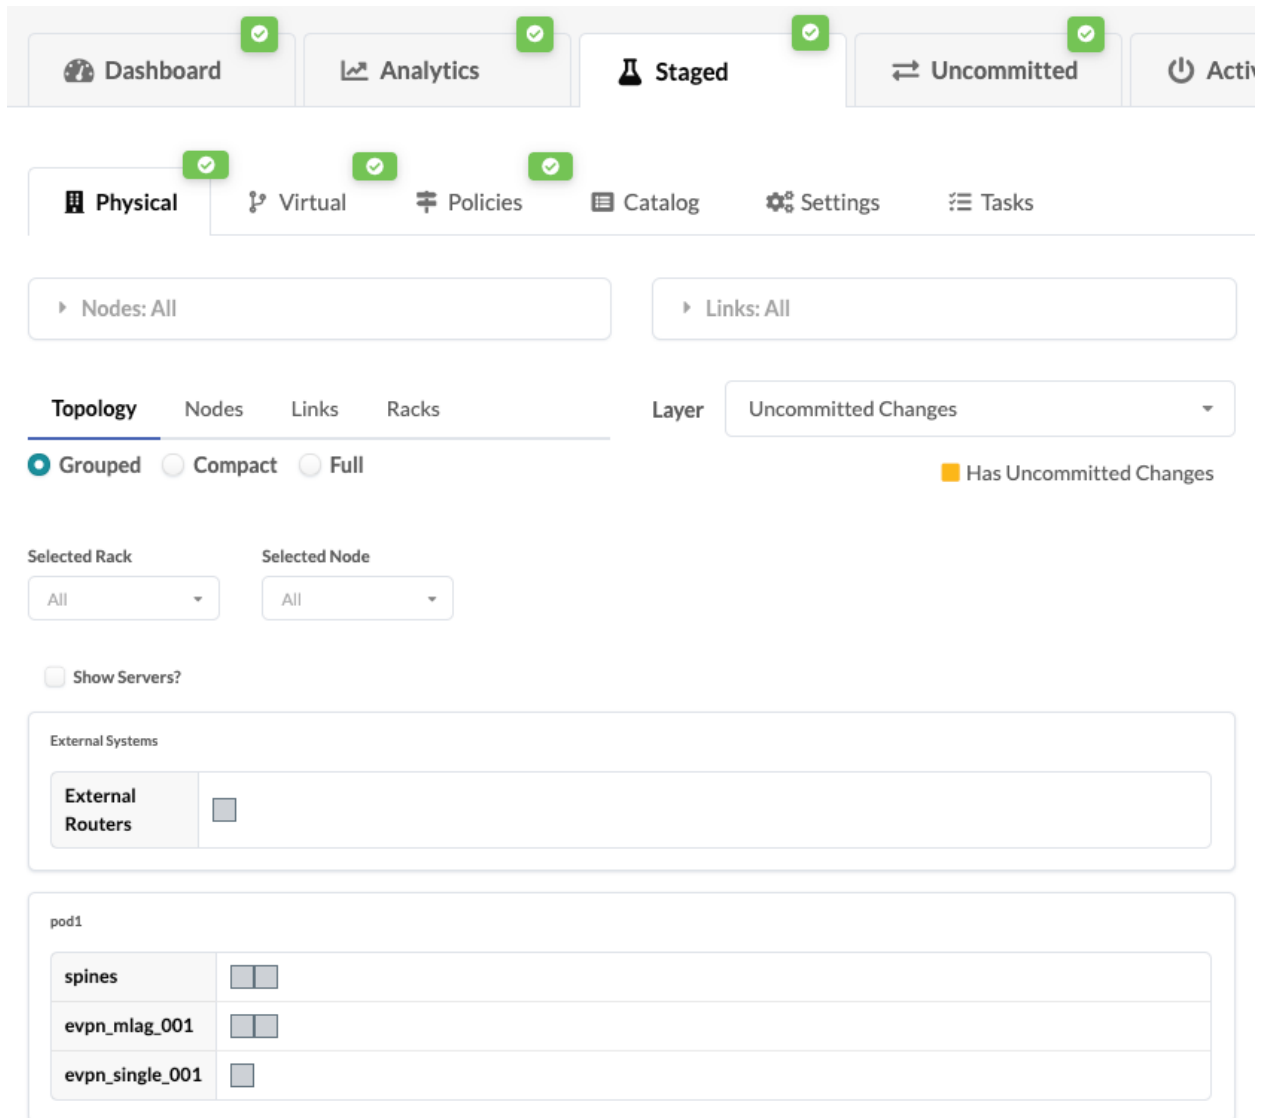 Dashboard Analytics Staged Uncommitted
Physical Virtual Policies Catalog Settings Tasks
Nodes: All Links: All
Topology Nodes Links Racks Layer Uncommitted Changes
Grouped Compact Full Has Uncommitted Changes
Selected Rack Selected Node
All All
Show Servers?
External Systems
External
Routers
pod1
spines
evpn_mlag_001
evpn_single_001